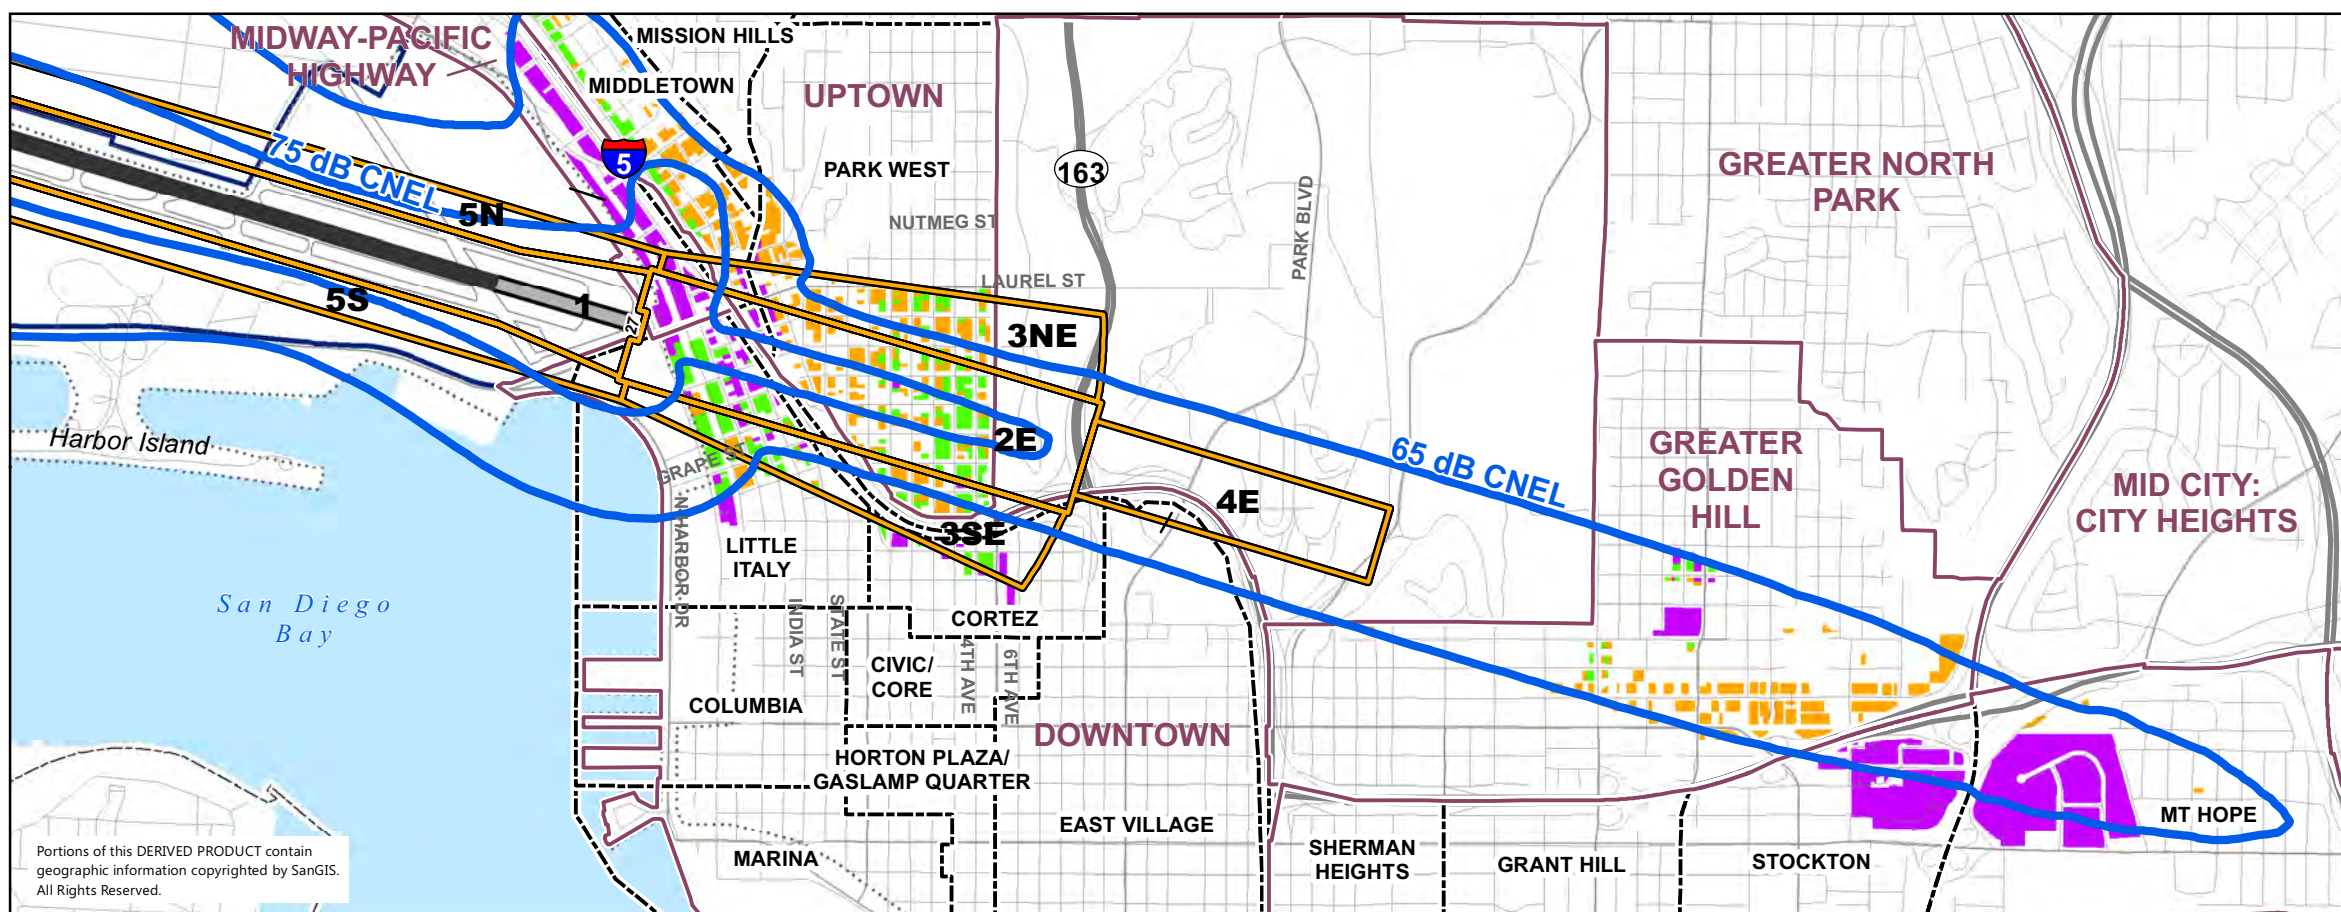 MIDWAY-PACIFIC
HIGHWAY
MISSION HILLS
MIDDLETOWN
UPTOWN
PARK WEST
NUTMEG ST
LAUREL ST
163
PARK BLVD
GREATER NORTH
PARK
5
75 dB CNEL
5N
5S
1
27
3NE
2E
3SE
4E
65 dB CNEL
GREATER
GOLDEN
HILL
MID CITY:
CITY HEIGHTS
Harbor Island
GRAPE ST
N HARBOR DR
San Diego
Bay
LITTLE
ITALY
INDIA ST
STATE ST
CORTEZ
4TH AVE
6TH AVE
CIVIC/
CORE
COLUMBIA
DOWNTOWN
HORTON PLAZA/
GASLAMP QUARTER
EAST VILLAGE
MARINA
SHERMAN
HEIGHTS
GRANT HILL
STOCKTON
MT HOPE
Portions of this DERIVED PRODUCT contain
geographic information copyrighted by SanGIS.
All Rights Reserved.